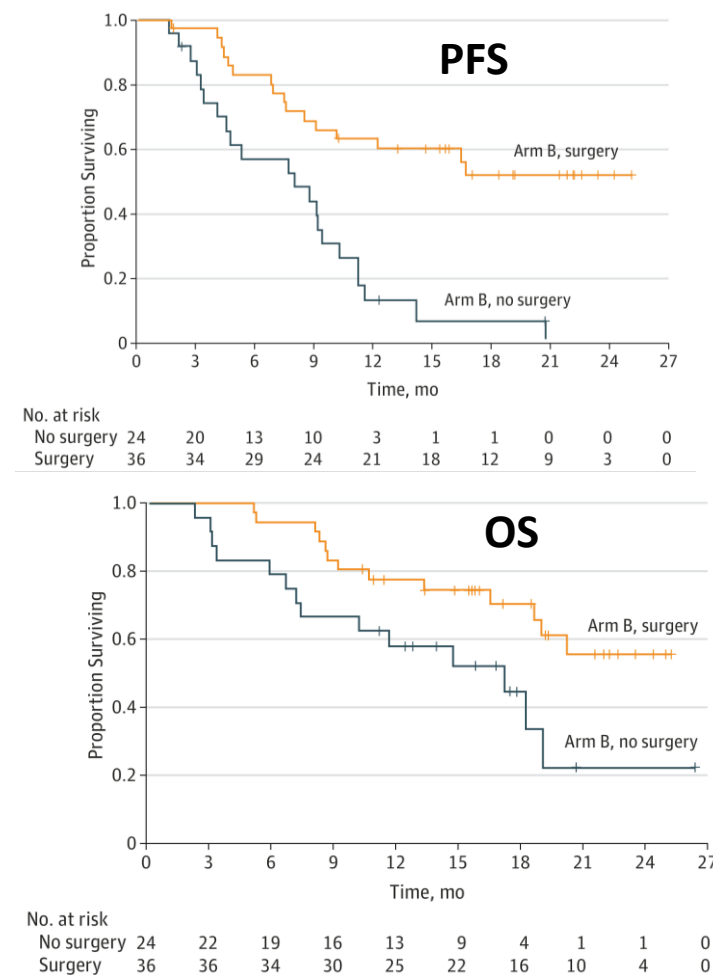 1.0
PFS
0.8
0.6
Arm B, surgery
0.4
0.2
Arm B, no surgery
0
Proportion Surviving
0 3 6 9 12 15 18 21 24 27
Time, mo
No. at risk
No surgery 24 20 13 10 3 1 1 0 0 0
Surgery 36 34 29 24 21 18 12 9 3 0
1.0
OS
0.8
0.6
Arm B, surgery
0.4
Arm B, no surgery
0.2
0
Proportion Surviving
0 3 6 9 12 15 18 21 24 27
Time, mo
No. at risk
No surgery 24 22 19 16 13 9 4 1 1 0
Surgery 36 36 34 30 25 22 16 10 4 0